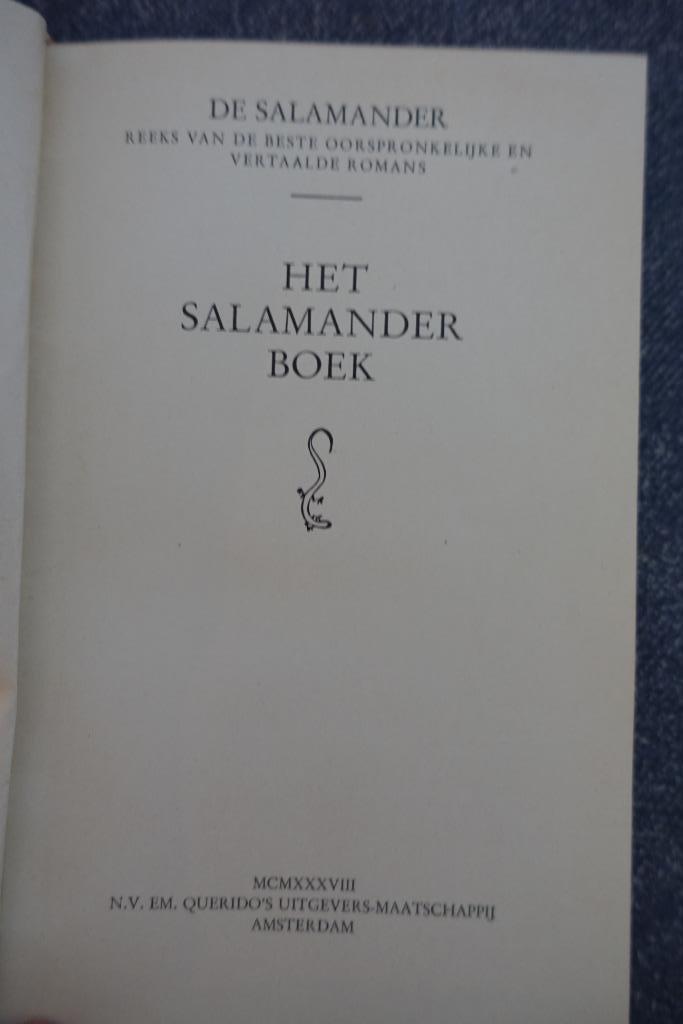 DE SALAMANDER
REEKS VAN DE BESTE OORSPRONKELIJKE EN
VERTAALDE ROMANS
HET
SALAMANDER
BOEK
MCMXXXVIII
N.V. EM. QUERIDO'S UITGEVERS-MAATSCHAPPIJ
AMSTERDAM